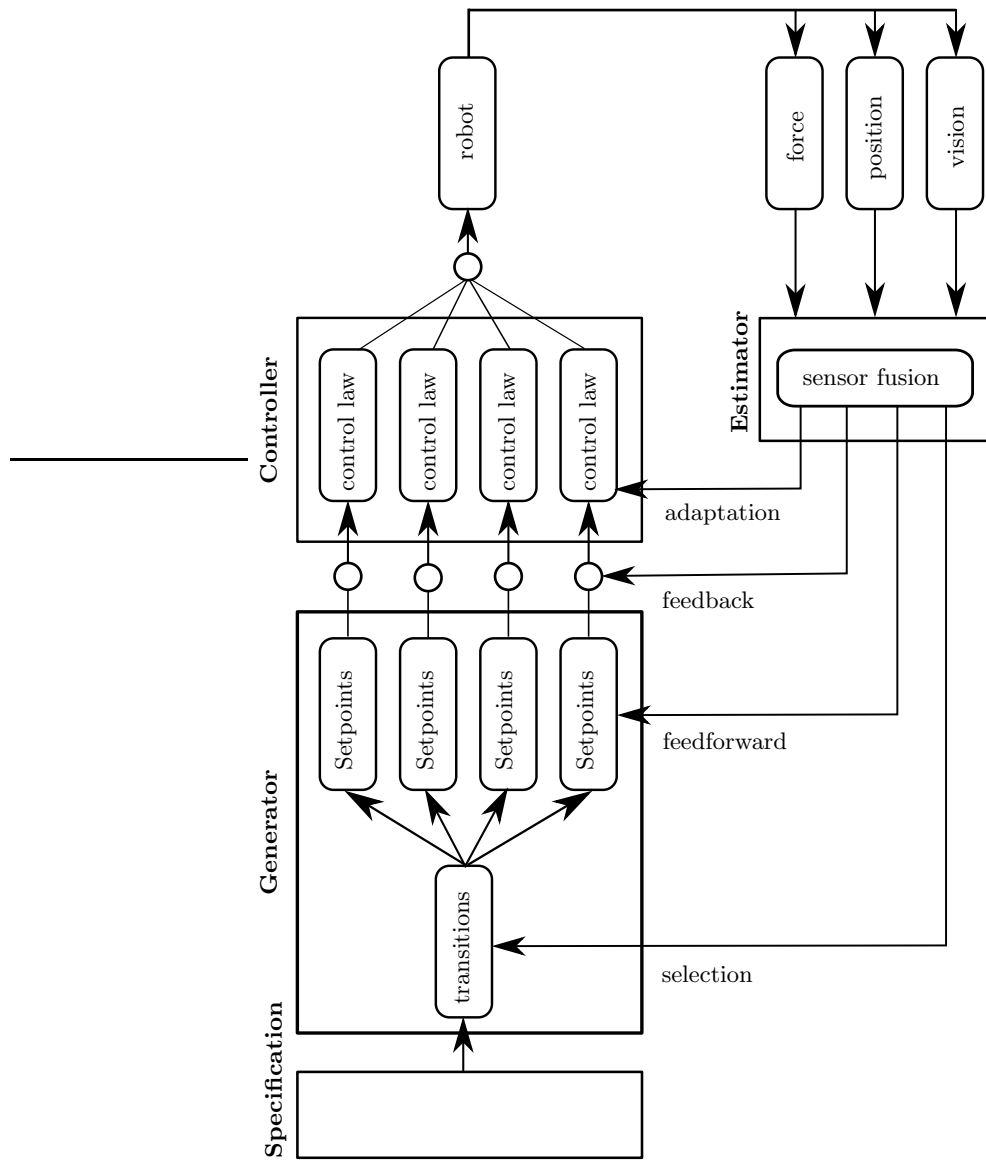 robot
force
position
vision
Controller
control law
control law
control law
control law
Estimator
sensor fusion
adaptation
feedback
Generator
Setpoints
Setpoints
Setpoints
Setpoints
feedforward
transitions
selection
Specification